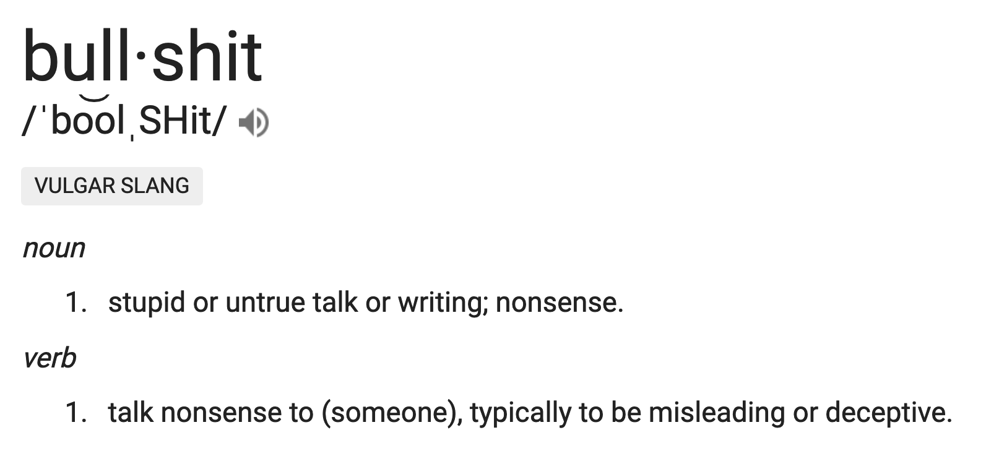 bull·shit
/ˈbo͝olˌSHit/
VULGAR SLANG
noun
1. stupid or untrue talk or writing; nonsense.
verb
1. talk nonsense to (someone), typically to be misleading or deceptive.